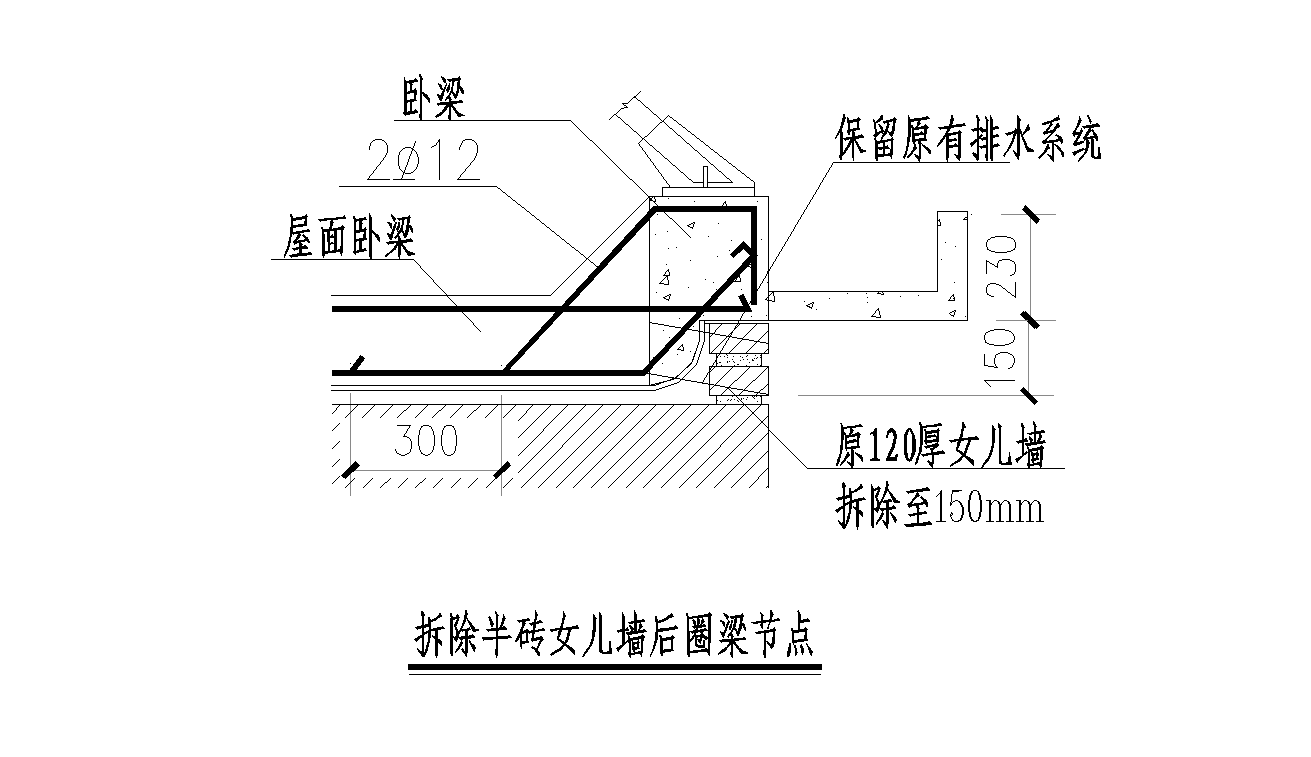 卧梁
保留原有排水系统
2φ12
屋面卧梁
230
150
300
原120厚女儿墙
拆除至150mm
拆除半砖女儿墙后圈梁节点